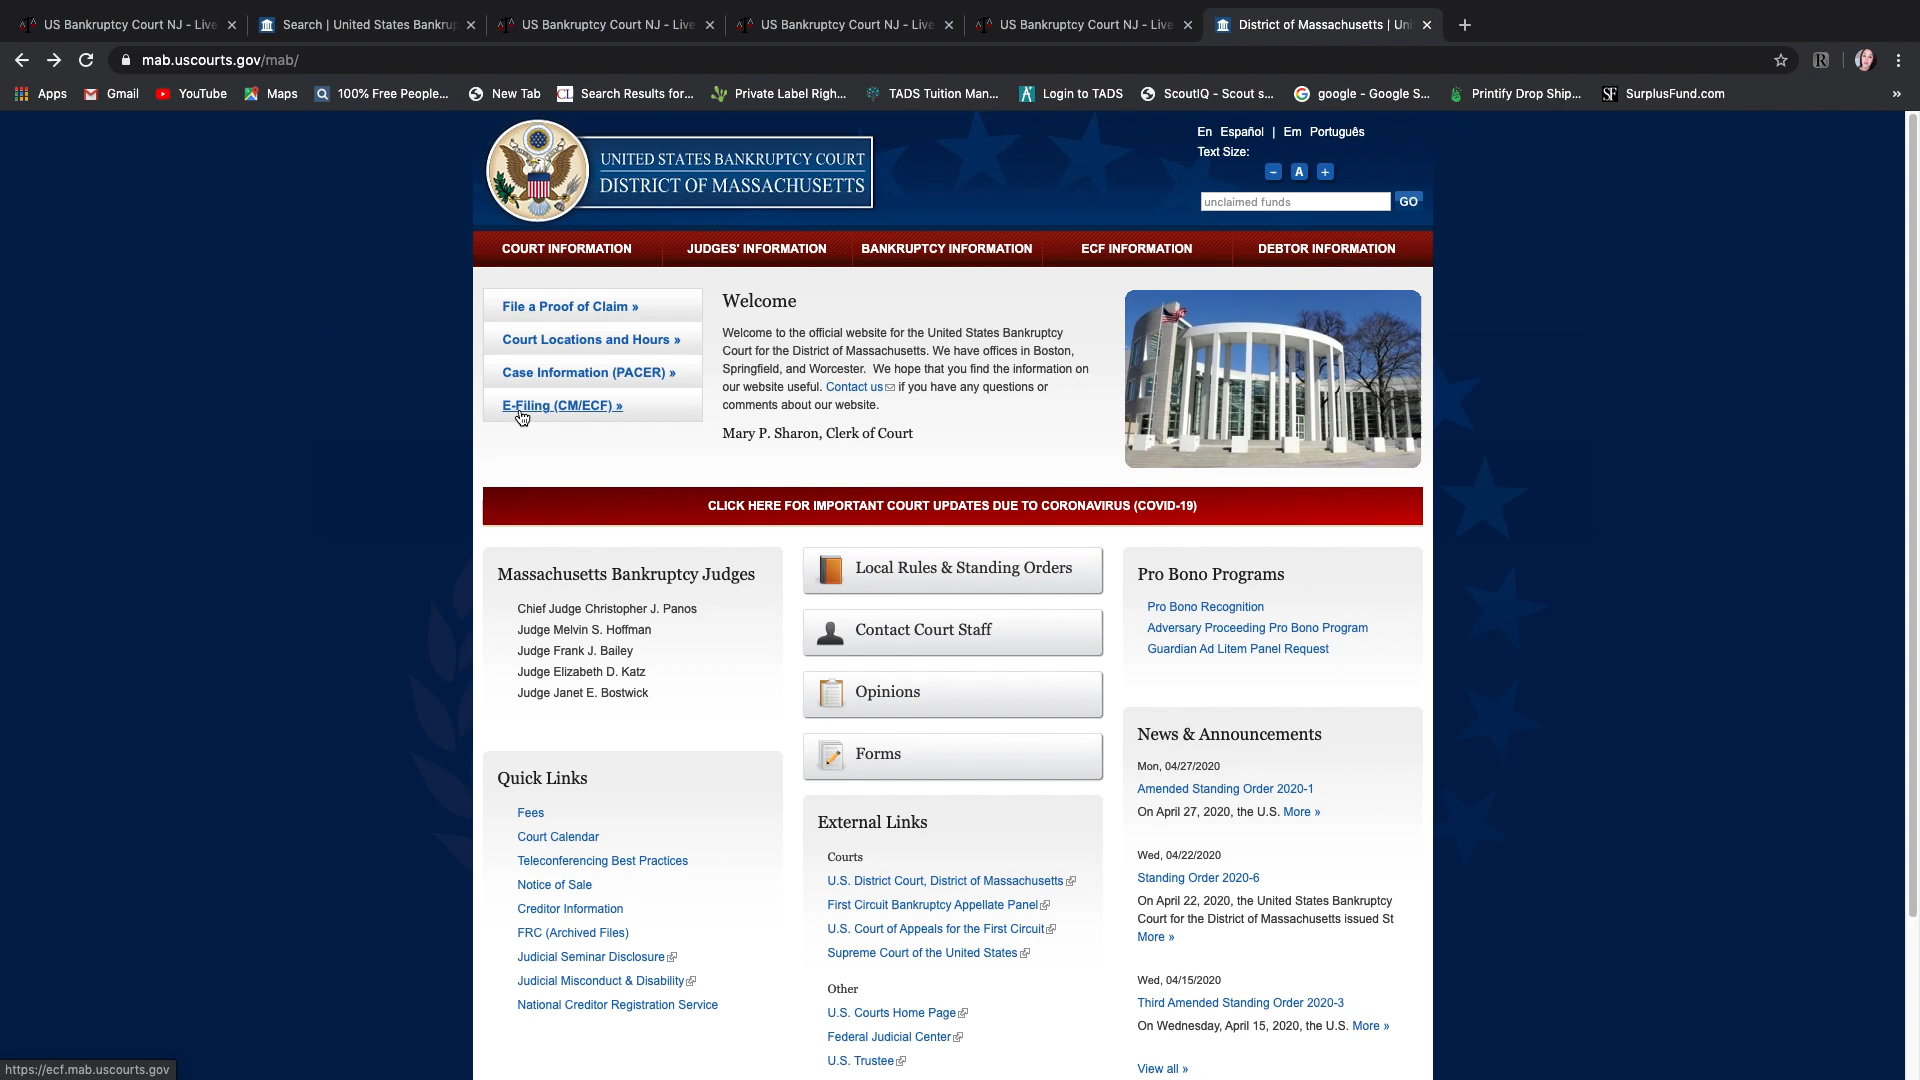 US Bankruptcy Court NJ - Live
Search | United States Bankrup
US Bankruptcy Court NJ - Live
US Bankruptcy Court NJ - Live
US Bankruptcy Court NJ - Live
District of Massachusetts | Uni
mab.uscourts.gov/mab/
Apps
Gmail
YouTube
Maps
100% Free People...
New Tab
CL Search Results for...
Private Label Righ...
TADS Tuition Man...
Login to TADS
ScoutIQ - Scout s...
google - Google S...
Printify Drop Ship...
SF SurplusFund.com
»
UNITED STATES BANKRUPTCY COURT
DISTRICT OF MASSACHUSETTS
En Español | Em Português
Text Size:
- A +
unclaimed funds GO
COURT INFORMATION
JUDGES' INFORMATION
BANKRUPTCY INFORMATION
ECF INFORMATION
DEBTOR INFORMATION
File a Proof of Claim »
Court Locations and Hours »
Case Information (PACER) »
E-Filing (CM/ECF) »
Welcome
Welcome to the official website for the United States Bankruptcy
Court for the District of Massachusetts. We have offices in Boston,
Springfield, and Worcester. We hope that you find the information on
our website useful. Contact us if you have any questions or
comments about our website.
Mary P. Sharon, Clerk of Court
CLICK HERE FOR IMPORTANT COURT UPDATES DUE TO CORONAVIRUS (COVID-19)
Massachusetts Bankruptcy Judges
Chief Judge Christopher J. Panos
Judge Melvin S. Hoffman
Judge Frank J. Bailey
Judge Elizabeth D. Katz
Judge Janet E. Bostwick
Quick Links
Fees
Court Calendar
Teleconferencing Best Practices
Notice of Sale
Creditor Information
FRC (Archived Files)
Judicial Seminar Disclosure
Judicial Misconduct & Disability
National Creditor Registration Service
Local Rules & Standing Orders
Contact Court Staff
Opinions
Forms
External Links
Courts
U.S. District Court, District of Massachusetts
First Circuit Bankruptcy Appellate Panel
U.S. Court of Appeals for the First Circuit
Supreme Court of the United States
Other
U.S. Courts Home Page
Federal Judicial Center
U.S. Trustee
Pro Bono Programs
Pro Bono Recognition
Adversary Proceeding Pro Bono Program
Guardian Ad Litem Panel Request
News & Announcements
Mon, 04/27/2020
Amended Standing Order 2020-1
On April 27, 2020, the U.S. More »
Wed, 04/22/2020
Standing Order 2020-6
On April 22, 2020, the United States Bankruptcy
Court for the District of Massachusetts issued St
More »
Wed, 04/15/2020
Third Amended Standing Order 2020-3
On Wednesday, April 15, 2020, the U.S. More »
View all »
https://ecf.mab.uscourts.gov